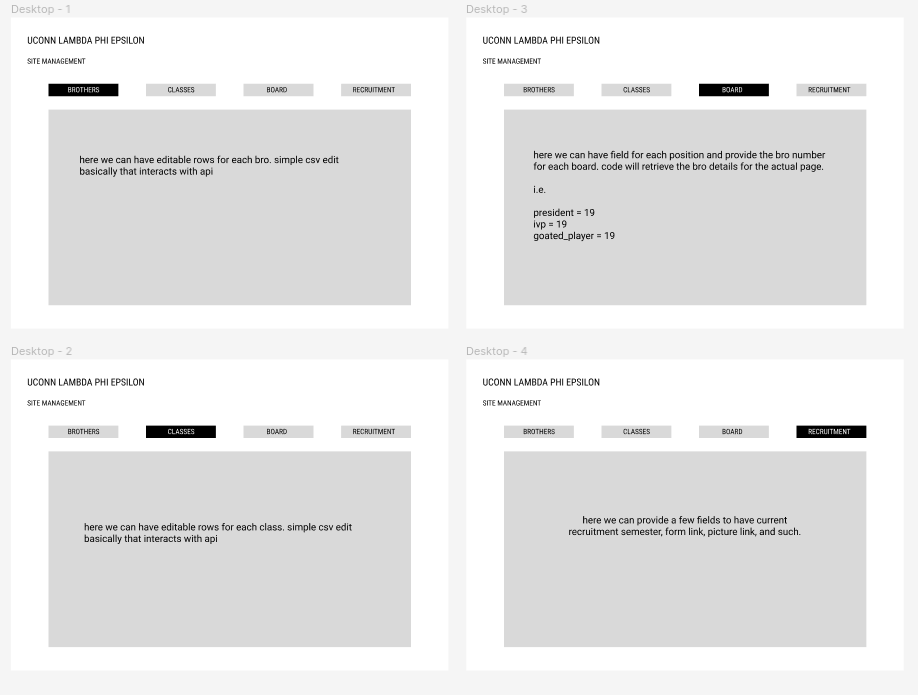 Desktop - 1
UCONN LAMBDA PHI EPSILON
SITE MANAGEMENT
BROTHERS
CLASSES
BOARD
RECRUITMENT
here we can have editable rows for each bro. simple csv edit
basically that interacts with api
Desktop - 3
UCONN LAMBDA PHI EPSILON
SITE MANAGEMENT
BROTHERS
CLASSES
BOARD
RECRUITMENT
here we can have field for each position and provide the bro number
for each board. code will retrieve the bro details for the actual page.
i.e.
president = 19
ivp = 19
goated_player = 19
Desktop - 2
UCONN LAMBDA PHI EPSILON
SITE MANAGEMENT
BROTHERS
CLASSES
BOARD
RECRUITMENT
here we can have editable rows for each class. simple csv edit
basically that interacts with api
Desktop - 4
UCONN LAMBDA PHI EPSILON
SITE MANAGEMENT
BROTHERS
CLASSES
BOARD
RECRUITMENT
here we can provide a few fields to have current
recruitment semester, form link, picture link, and such.